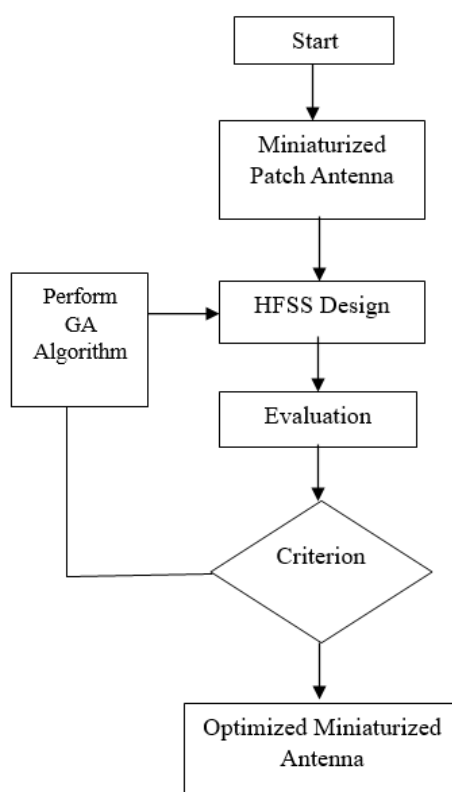 Start
Miniaturized
Patch Antenna
Perform
GA
Algorithm
HFSS Design
Evaluation
Criterion
Optimized Miniaturized
Antenna